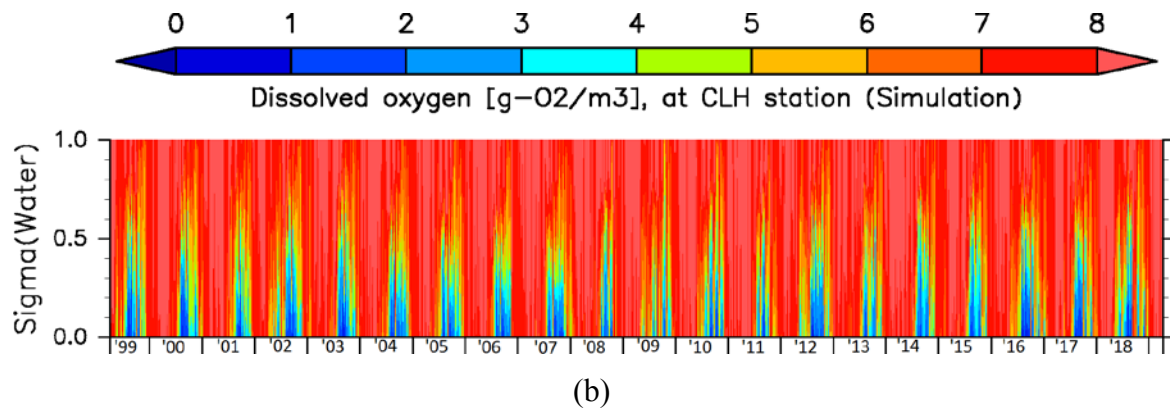 0 1 2 3 4 5 6 7 8
Dissolved oxygen [g-O2/m3], at CLH station (Simulation)
Sigma(Water)
1.0
0.5
0.0
'99 '00 '01 '02 '03 '04 '05 '06 '07 '08 '09 '10 '11 '12 '13 '14 '15 '16 '17 '18
(b)